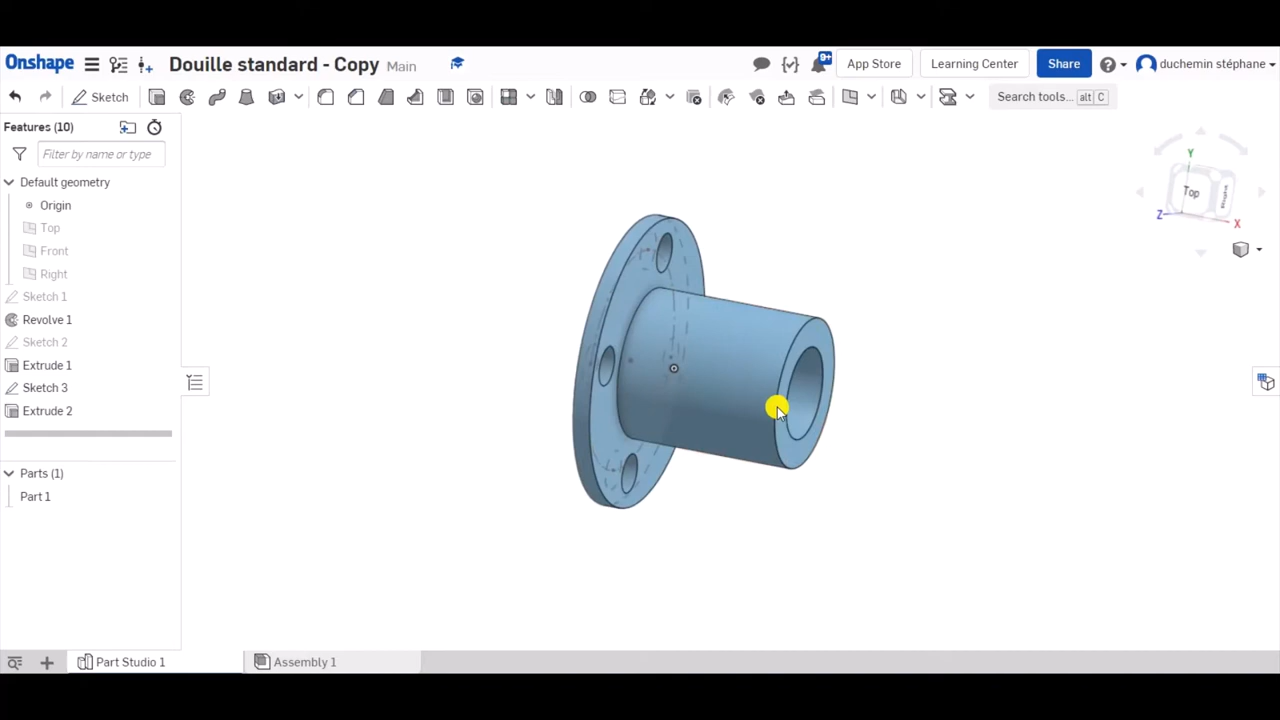 Onshape Douille standard - Copy Main 9+ App Store Learning Center Share duchemin stéphane
Sketch Search tools... alt C
Features (10)
Filter by name or type
Default geometry
Origin
Top
Front
Right
Sketch 1
Revolve 1
Sketch 2
Extrude 1
Sketch 3
Extrude 2
Parts (1)
Part 1
Y
Top Right
Z X
Part Studio 1 Assembly 1